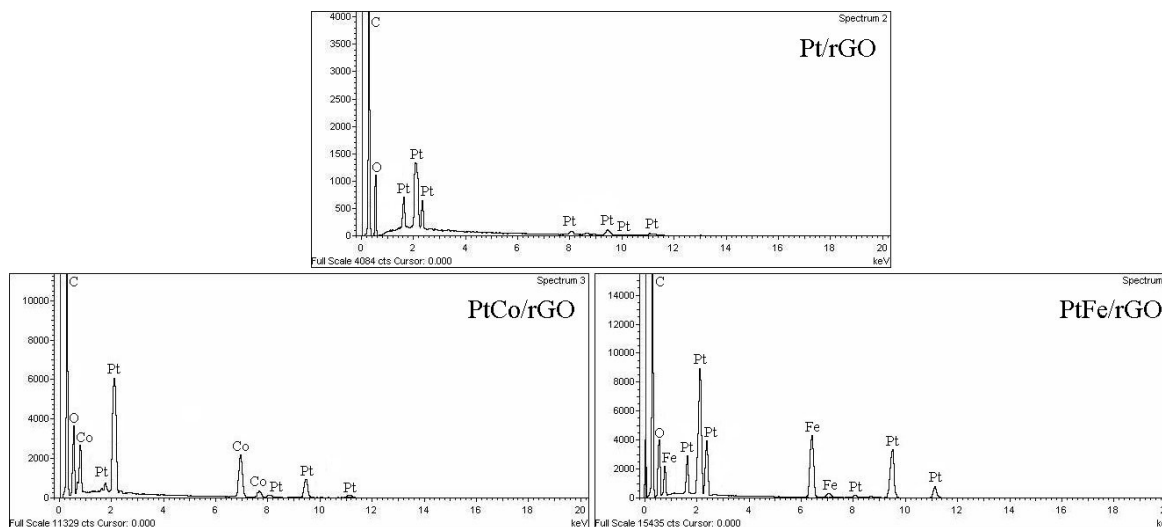 Spectrum 2
Pt/rGO
4000
3500
3000
2500
2000
1500
1000
500
0
C
O
Pt
Pt
Pt
Pt
Pt
Pt
Pt
0 2 4 6 8 10 12 14 16 18 20
Full Scale 4084 cts Cursor: 0.000 keV
Spectrum 3
PtCo/rGO
10000
8000
6000
4000
2000
0
C
O
Co
Pt
Pt
Co
Co
Pt
Pt
Pt
0 2 4 6 8 10 12 14 16 18 20
Full Scale 11329 cts Cursor: 0.000 keV
Spectrum
PtFe/rGO
14000
12000
10000
8000
6000
4000
2000
0
C
O
Fe
Pt
Pt
Pt
Fe
Fe
Pt
Pt
Pt
0 2 4 6 8 10 12 14 16 18
Full Scale 15435 cts Cursor: 0.000